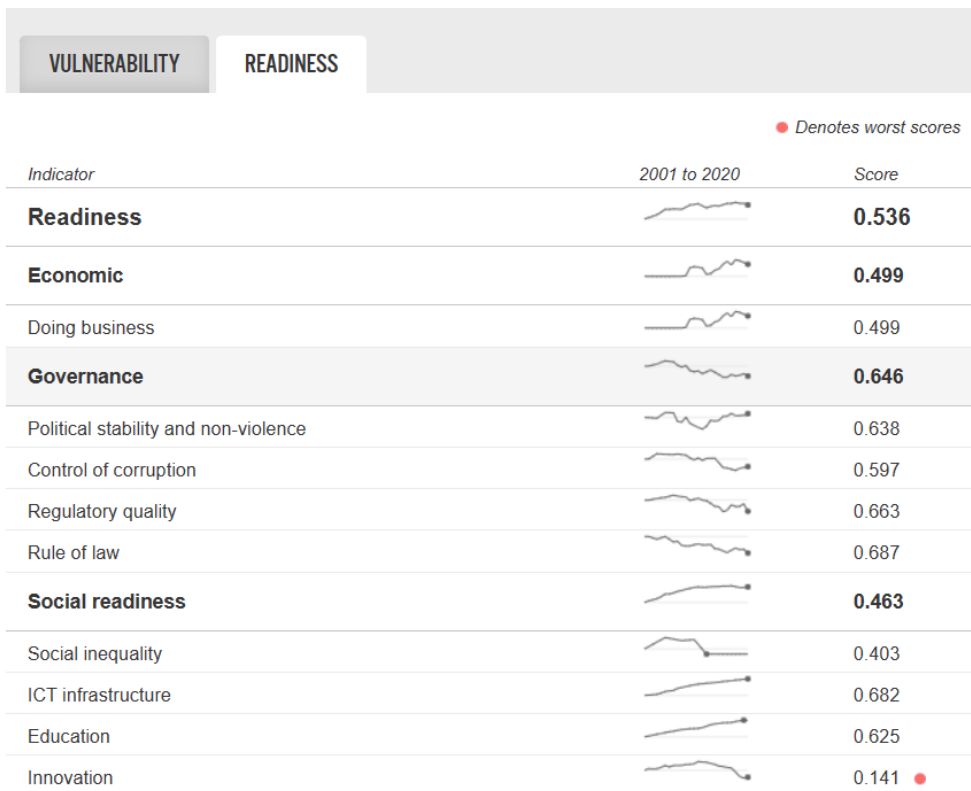 VULNERABILITY READINESS
Denotes worst scores
Indicator 2001 to 2020 Score
Readiness 0.536
Economic 0.499
Doing business 0.499
Governance 0.646
Political stability and non-violence 0.638
Control of corruption 0.597
Regulatory quality 0.663
Rule of law 0.687
Social readiness 0.463
Social inequality 0.403
ICT infrastructure 0.682
Education 0.625
Innovation 0.141